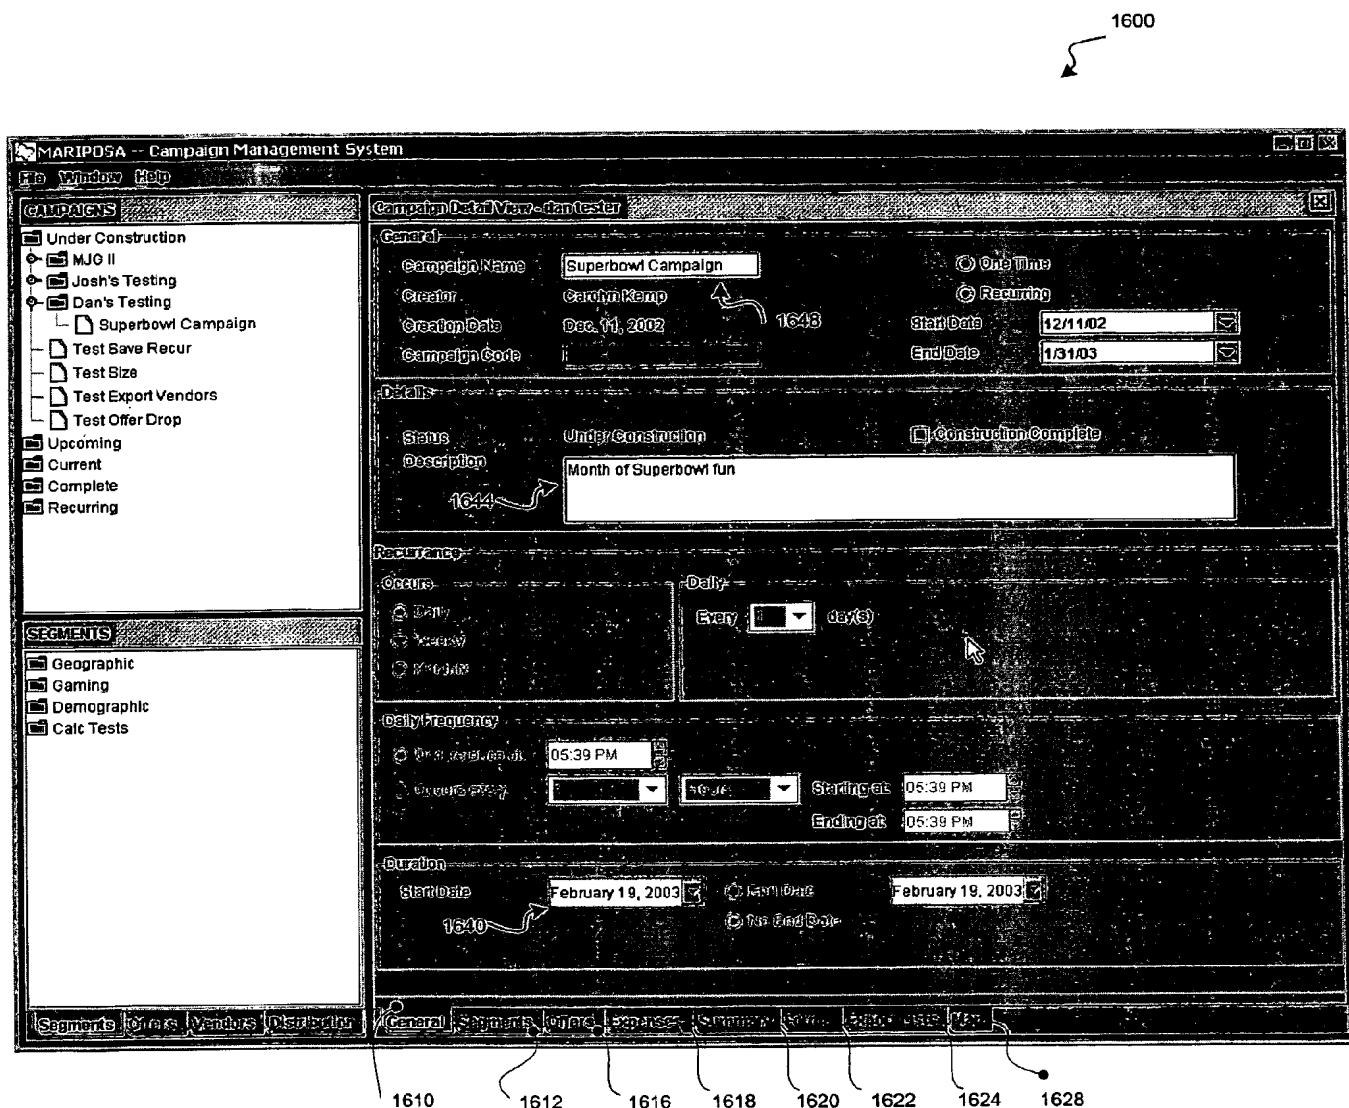 1600
MARIPOSA -- Campaign Management System
File Window Help
CAMPAIGNS
Under Construction
MJG II
Josh's Testing
Dan's Testing
Superbowl Campaign
Test Save Recur
Test Size
Test Export Vendors
Test Offer Drop
Upcoming
Current
Complete
Recurring
SEGMENTS
Geographic
Gaming
Demographic
Calc Tests
Segments Offers Vendors Distribution
Campaign Detail View - dan tester
General
Campaign Name Superbowl Campaign One Time
Creator Carolyn Kemp Recurring
1648
Creation Date Dec. 11, 2002 Start Date 12/11/02
Campaign Code End Date 1/31/03
Details
Status Under Construction Construction Complete
Description Month of Superbowl fun
1644
Recurrance
Occurs Daily
Daily Every day(s)
Weekly
Monthly
Daily Frequency
05:39 PM
Occurs every Starting at 05:39 PM
Ending at 05:39 PM
Duration
Start Date February 19, 2003 End Date February 19, 2003
1640 No End Date
General Segments Offers Expenses Summary
1610 1612 1616 1618 1620 1622 1624 1628